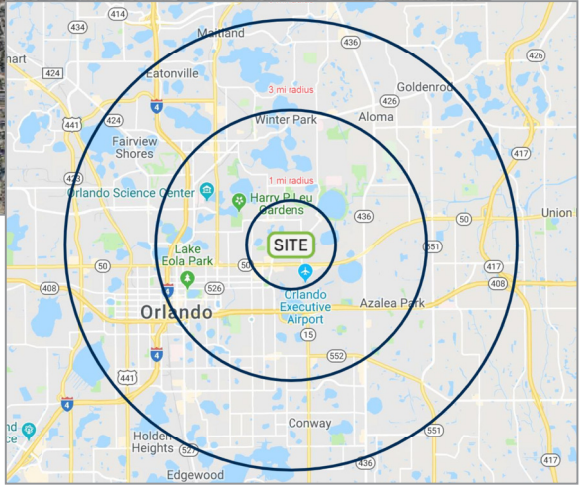 414
434
Maitland
436
426
hart
424
Eatonville
4
3 mi radius
Goldenrod
426
441
424
Winter Park
Aloma
Fairview
Shores
417
423
1 mi radius
Orlando Science Center
Harry P Leu
Gardens
436
50
Union
SITE
551
Lake
Eola Park
50
50
417
408
4
526
408
Orlando
Executive
Airport
Azalea Park
Orlando
15
4
552
441
4
Conway
551
Holden
Heights
527
436
417
Edgewood